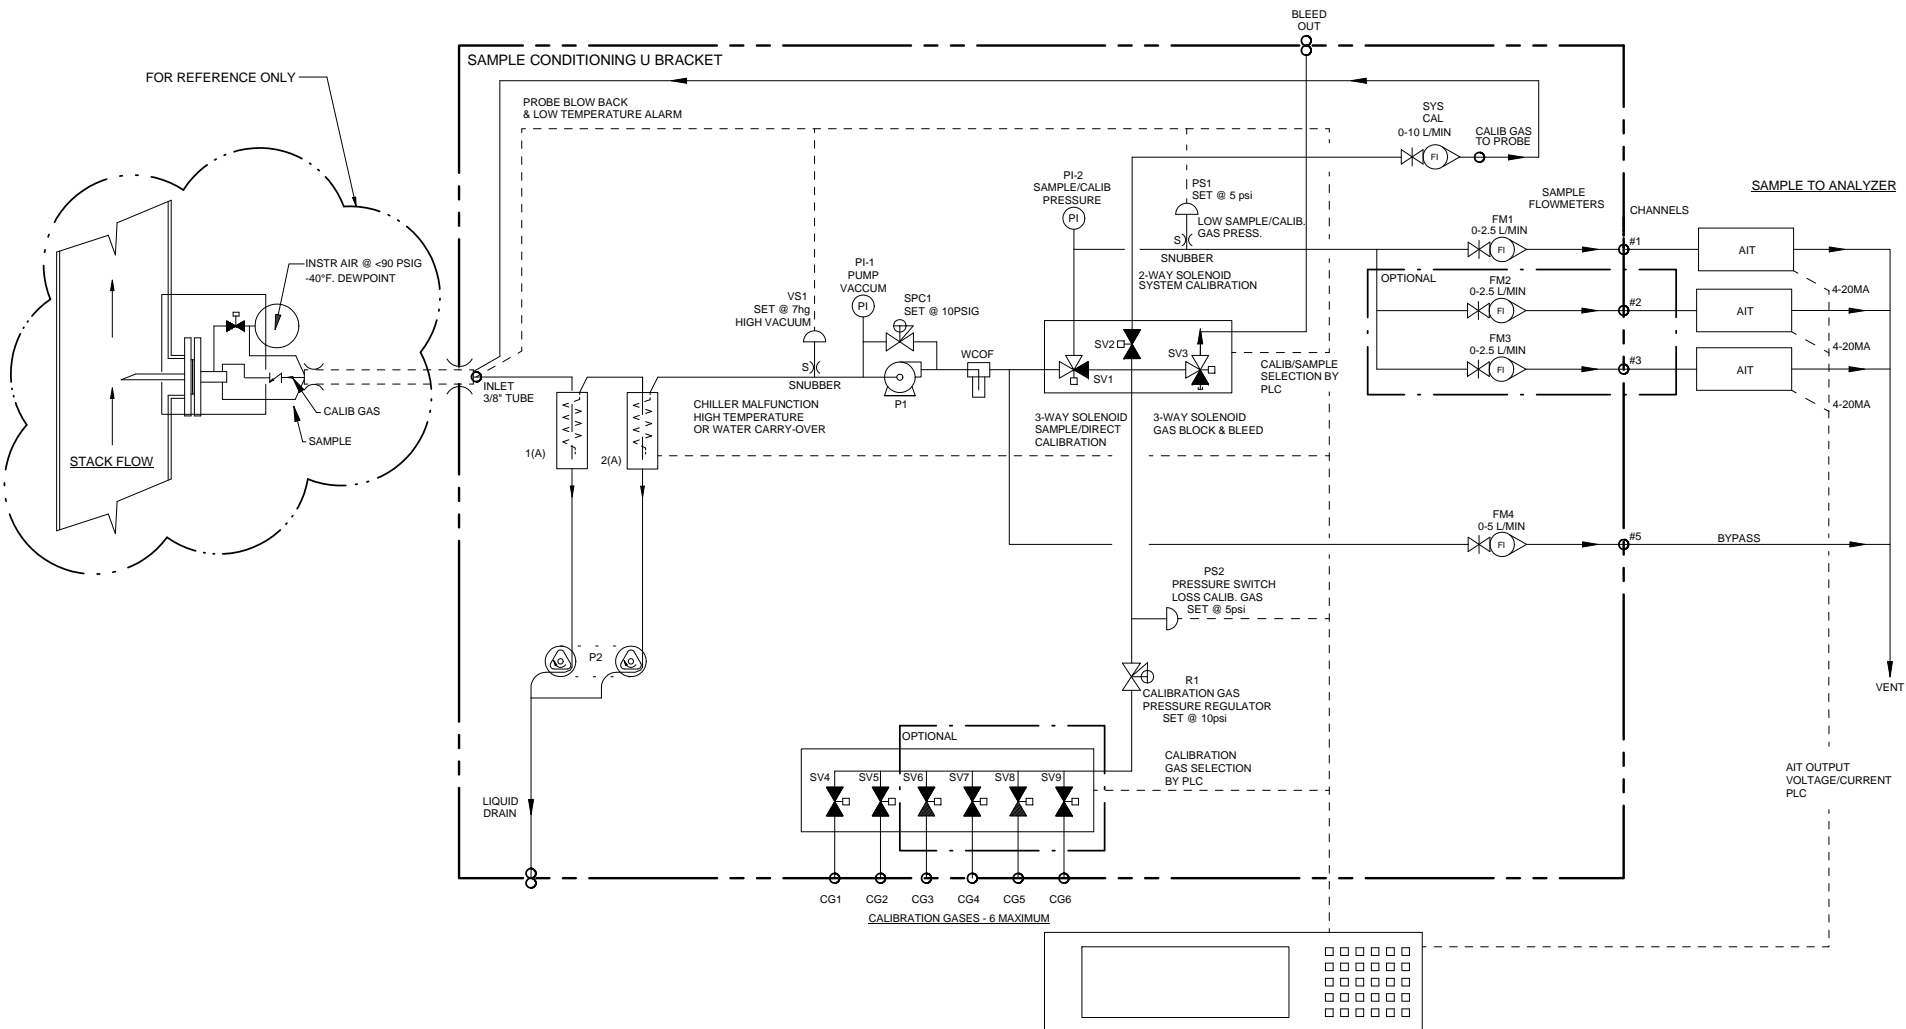 BLEED
OUT
SAMPLE CONDITIONING U BRACKET
FOR REFERENCE ONLY
PROBE BLOW BACK
& LOW TEMPERATURE ALARM
SYS
CAL
0-10 L/MIN
CALIB GAS
TO PROBE
FI
PI-2
SAMPLE/CALIB
PRESSURE
PI
PS1
SET @ 5 psi
LOW SAMPLE/CALIB.
GAS PRESS.
S
SNUBBER
SAMPLE
FLOWMETERS
CHANNELS
SAMPLE TO ANALYZER
FM1
0-2.5 L/MIN
FI
#1
AIT
4-20MA
OPTIONAL
FM2
0-2.5 L/MIN
FI
#2
AIT
4-20MA
FM3
0-2.5 L/MIN
FI
#3
AIT
4-20MA
INSTR AIR @ <90 PSIG
-40°F. DEWPOINT
CALIB GAS
SAMPLE
STACK FLOW
INLET
3/8" TUBE
VS1
SET @ 7hg
HIGH VACUUM
S
SNUBBER
PI-1
PUMP
VACCUM
PI
SPC1
SET @ 10PSIG
P1
WCOF
2-WAY SOLENOID
SYSTEM CALIBRATION
SV2
SV3
SV1
CALIB/SAMPLE
SELECTION BY
PLC
CHILLER MALFUNCTION
HIGH TEMPERATURE
OR WATER CARRY-OVER
3-WAY SOLENOID
SAMPLE/DIRECT
CALIBRATION
3-WAY SOLENOID
GAS BLOCK & BLEED
1(A)
2(A)
FM4
0-5 L/MIN
FI
#5
BYPASS
PS2
PRESSURE SWITCH
LOSS CALIB. GAS
SET @ 5psi
P2
R1
CALIBRATION GAS
PRESSURE REGULATOR
SET @ 10psi
VENT
OPTIONAL
CALIBRATION
GAS SELECTION
BY PLC
SV4
SV5
SV6
SV7
SV8
SV9
AIT OUTPUT
VOLTAGE/CURRENT
PLC
LIQUID
DRAIN
CG1
CG2
CG3
CG4
CG5
CG6
CALIBRATION GASES - 6 MAXIMUM